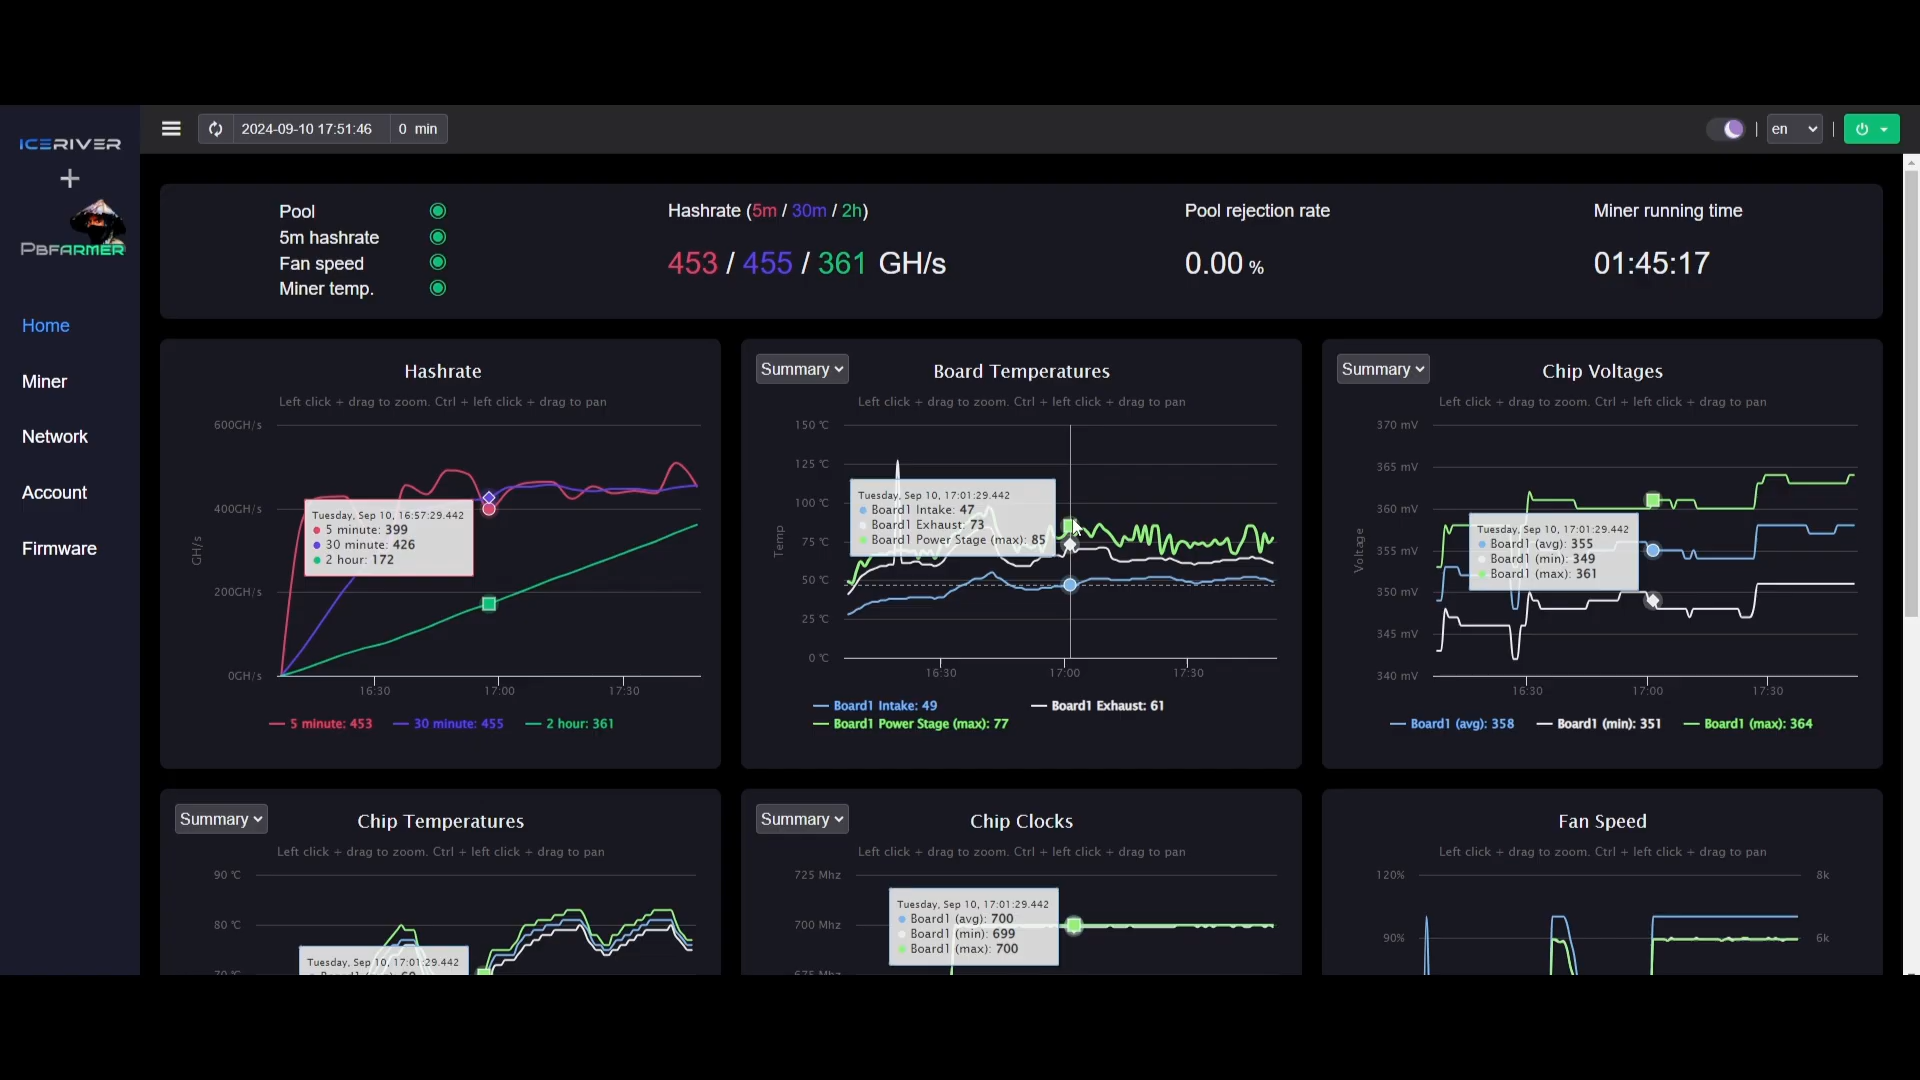 ICERIVER
PBFARMER
Home
Miner
Network
Account
Firmware
2024-09-10 17:51:46
0 min
en
Pool
5m hashrate
Fan speed
Miner temp.
Hashrate (5m / 30m / 2h)
453 / 455 / 361 GH/s
Pool rejection rate
0.00 %
Miner running time
01:45:17
Hashrate
Left click + drag to zoom. Ctrl + left click + drag to pan
600GH/s
400GH/s
200GH/s
0GH/s
GH/s
Tuesday, Sep 10, 16:57:29.442
5 minute: 399
30 minute: 426
2 hour: 172
16:30
17:00
17:30
5 minute: 453
30 minute: 455
2 hour: 361
Summary
Board Temperatures
Left click + drag to zoom. Ctrl + left click + drag to pan
150 ℃
125 ℃
100 ℃
75 ℃
50 ℃
25 ℃
0 ℃
Temp
Tuesday, Sep 10, 17:01:29.442
Board1 Intake: 47
Board1 Exhaust: 73
Board1 Power Stage (max): 85
16:30
17:00
17:30
Board1 Intake: 49
Board1 Exhaust: 61
Board1 Power Stage (max): 77
Summary
Chip Voltages
Left click + drag to zoom. Ctrl + left click + drag to pan
370 mV
365 mV
360 mV
355 mV
350 mV
345 mV
340 mV
Voltage
Tuesday, Sep 10, 17:01:29.442
Board1 (avg): 355
Board1 (min): 349
Board1 (max): 361
16:30
17:00
17:30
Board1 (avg): 358
Board1 (min): 351
Board1 (max): 364
Summary
Chip Temperatures
Left click + drag to zoom. Ctrl + left click + drag to pan
90 ℃
80 ℃
70 ℃
Tuesday, Sep 10, 17:01:29.442
Summary
Chip Clocks
Left click + drag to zoom. Ctrl + left click + drag to pan
725 Mhz
700 Mhz
675 Mhz
Tuesday, Sep 10, 17:01:29.442
Board1 (avg): 700
Board1 (min): 699
Board1 (max): 700
Fan Speed
Left click + drag to zoom. Ctrl + left click + drag to pan
120%
90%
8k
6k